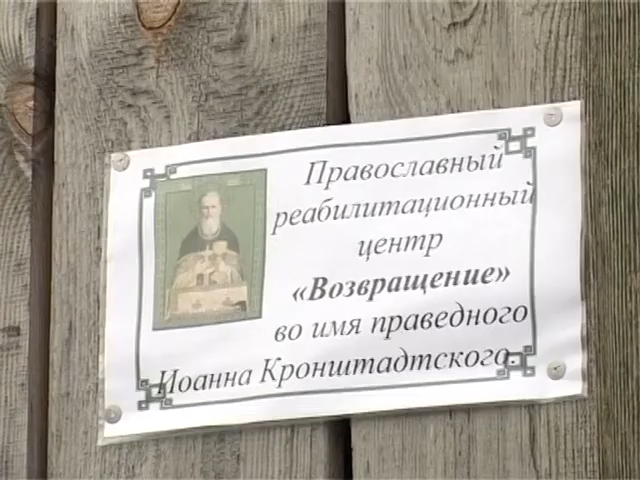 Православный
реабилитационный
центр
«Возвращение»
во имя праведного
Иоанна Кронштадтского.